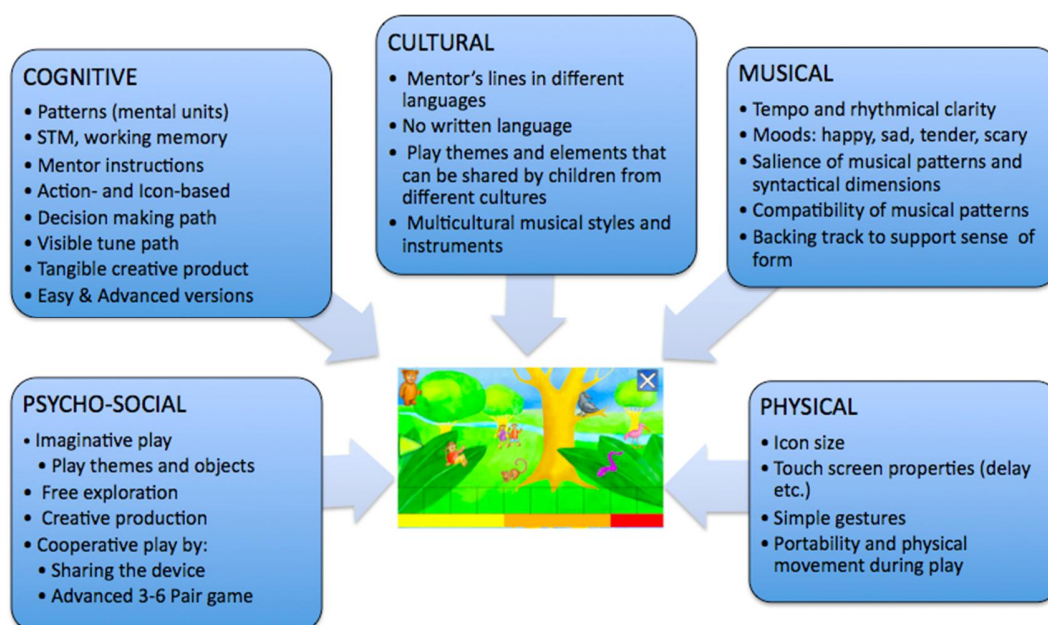 COGNITIVE
• Patterns (mental units)
• STM, working memory
• Mentor instructions
• Action- and Icon-based
• Decision making path
• Visible tune path
• Tangible creative product
• Easy & Advanced versions
CULTURAL
• Mentor’s lines in different
languages
• No written language
• Play themes and elements that
can be shared by children from
different cultures
• Multicultural musical styles and
instruments
MUSICAL
• Tempo and rhythmical clarity
• Moods: happy, sad, tender, scary
• Salience of musical patterns and
syntactical dimensions
• Compatibility of musical patterns
• Backing track to support sense of
form
PSYCHO-SOCIAL
• Imaginative play
• Play themes and objects
• Free exploration
• Creative production
• Cooperative play by:
• Sharing the device
• Advanced 3-6 Pair game
PHYSICAL
• Icon size
• Touch screen properties (delay
etc.)
• Simple gestures
• Portability and physical
movement during play